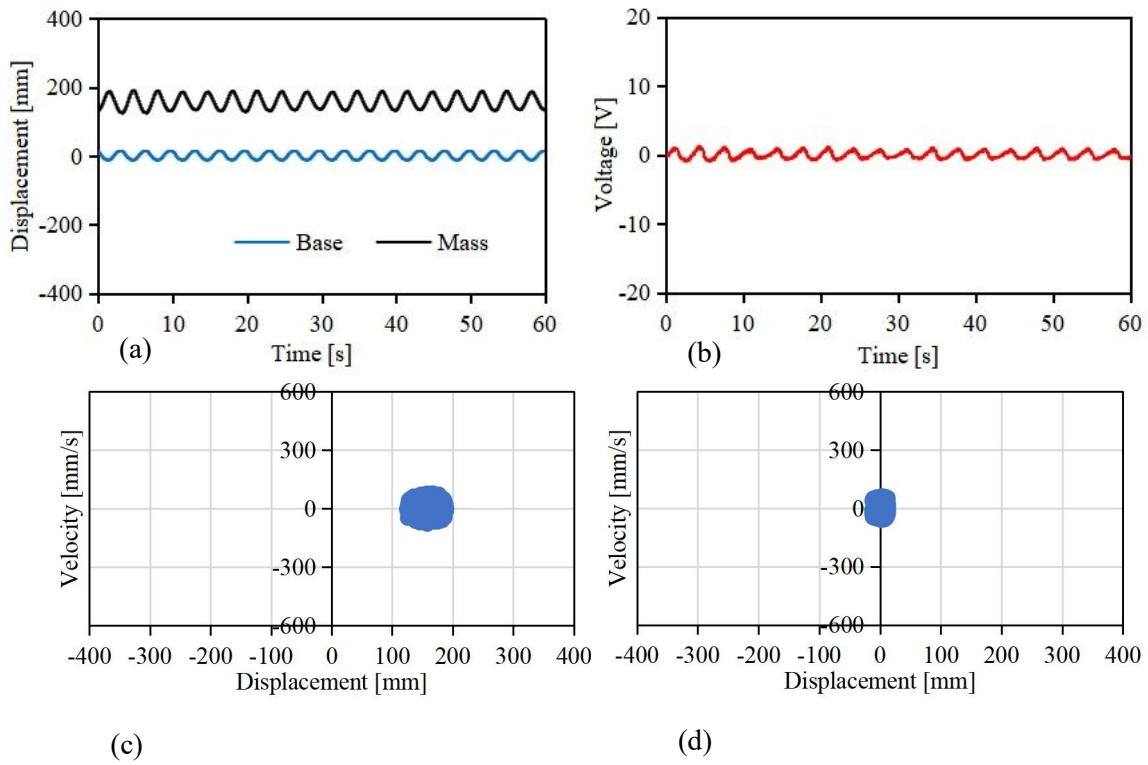 400
200
0
-200
-400
Displacement [mm]
Base
Mass
0 10 20 30 40 50 60
Time [s]
(a)
20
10
0
-10
-20
Voltage [V]
0 10 20 30 40 50 60
Time [s]
(b)
600
300
0
-300
-600
Velocity [mm/s]
-400 -300 -200 -100 0 100 200 300 400
Displacement [mm]
(c)
600
300
0
-300
-600
Velocity [mm/s]
-400 -300 -200 -100 0 100 200 300 400
Displacement [mm]
(d)